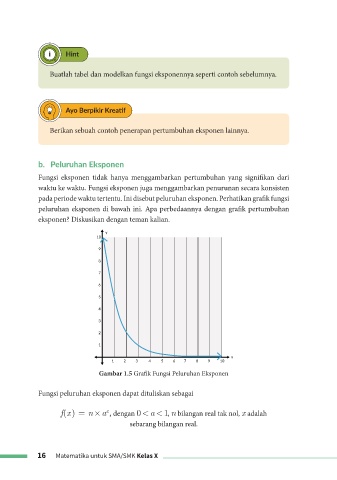 i Hint
Buatlah tabel dan modelkan fungsi eksponennya seperti contoh sebelumnya.
Ayo Berpikir Kreatif
Berikan sebuah contoh penerapan pertumbuhan eksponen lainnya.
b. Peluruhan Eksponen
Fungsi eksponen tidak hanya menggambarkan pertumbuhan yang signifikan dari
waktu ke waktu. Fungsi eksponen juga menggambarkan penurunan secara konsisten
pada periode waktu tertentu. Ini disebut peluruhan eksponen. Perhatikan grafik fungsi
peluruhan eksponen di bawah ini. Apa perbedaannya dengan grafik pertumbuhan
eksponen? Diskusikan dengan teman kalian.
Y
10
9
8
7
6
5
4
3
2
1
1 2 3 4 5 6 7 8 9 10 X
Gambar 1.5 Grafik Fungsi Peluruhan Eksponen
Fungsi peluruhan eksponen dapat dituliskan sebagai
f(x) = n × aˣ, dengan 0 < a < 1, n bilangan real tak nol, x adalah
sebarang bilangan real.
16 Matematika untuk SMA/SMK Kelas X